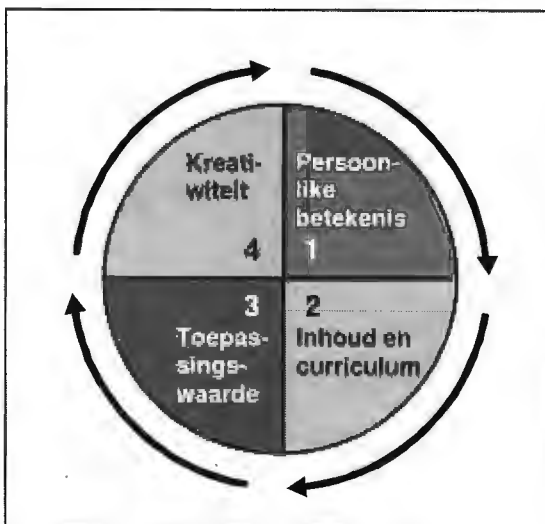 Kreati-
witeit
4
Persoon-
like
betekenis
1
3
Toepas-
sings-
waarde
2
Inhoud en
curriculum